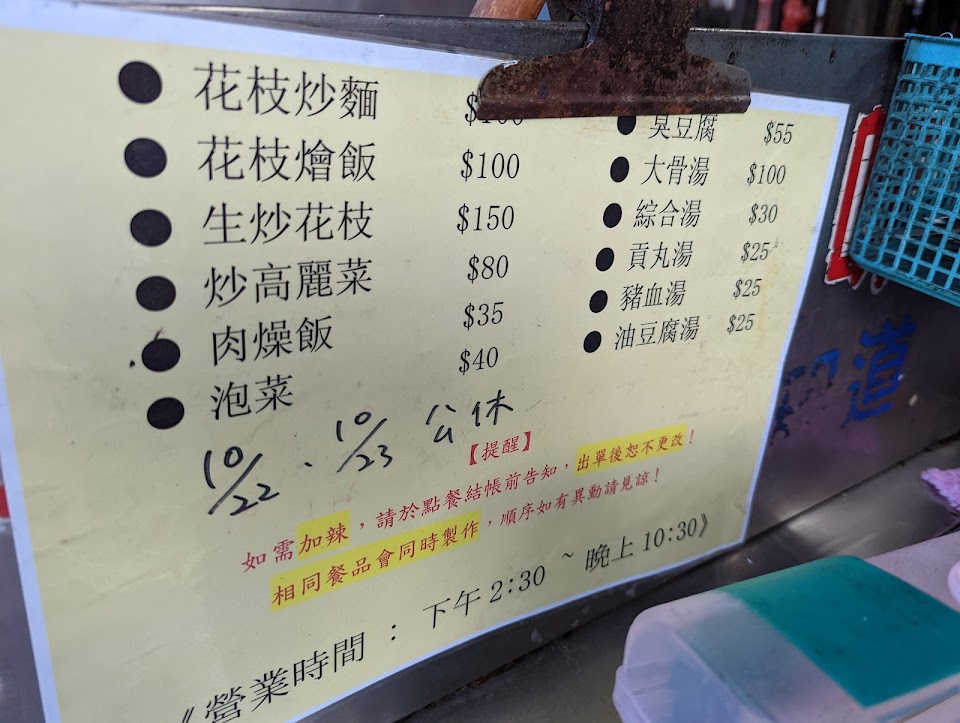 花枝炒麵
花枝燴飯 $100
生炒花枝 $150
炒高麗菜 $80
肉燥飯 $35
泡菜 $40
臭豆腐 $55
大骨湯 $100
綜合湯 $30
貢丸湯 $25
豬血湯 $25
油豆腐湯 $25
10/22、10/23 公休
【提醒】
如需加辣，請於點餐結帳前告知，出單後恕不更改！
相同餐品會同時製作，順序如有異動請見諒！
《營業時間：下午 2:30 ~ 晚上 10:30》
道